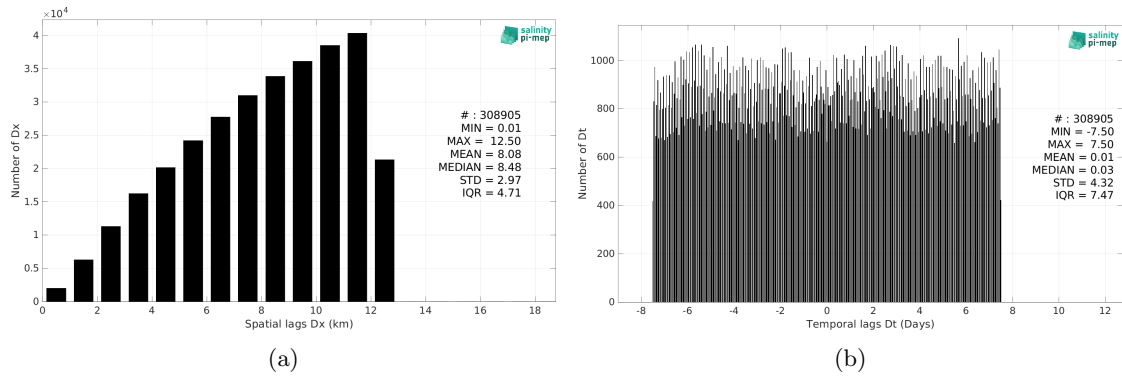 ×10⁴
4
3.5
3
2.5
2
1.5
1
0.5
0
Number of Dx
0 2 4 6 8 10 12 14 16 18
Spatial lags Dx (km)
salinity
pi-mep
# : 308905
MIN = 0.01
MAX = 12.50
MEAN = 8.08
MEDIAN = 8.48
STD = 2.97
IQR = 4.71
(a)
1000
800
600
400
200
0
Number of Dt
-8 -6 -4 -2 0 2 4 6 8 10 12
Temporal lags Dt (Days)
salinity
pi-mep
# : 308905
MIN = -7.50
MAX = 7.50
MEAN = 0.01
MEDIAN = 0.03
STD = 4.32
IQR = 7.47
(b)